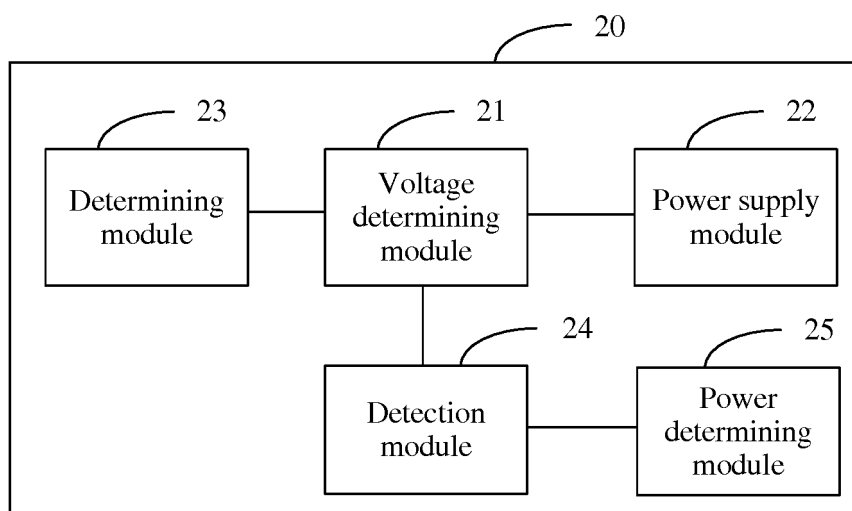 20
23
21
22
Determining
module
Voltage
determining
module
Power supply
module
24
25
Detection
module
Power
determining
module